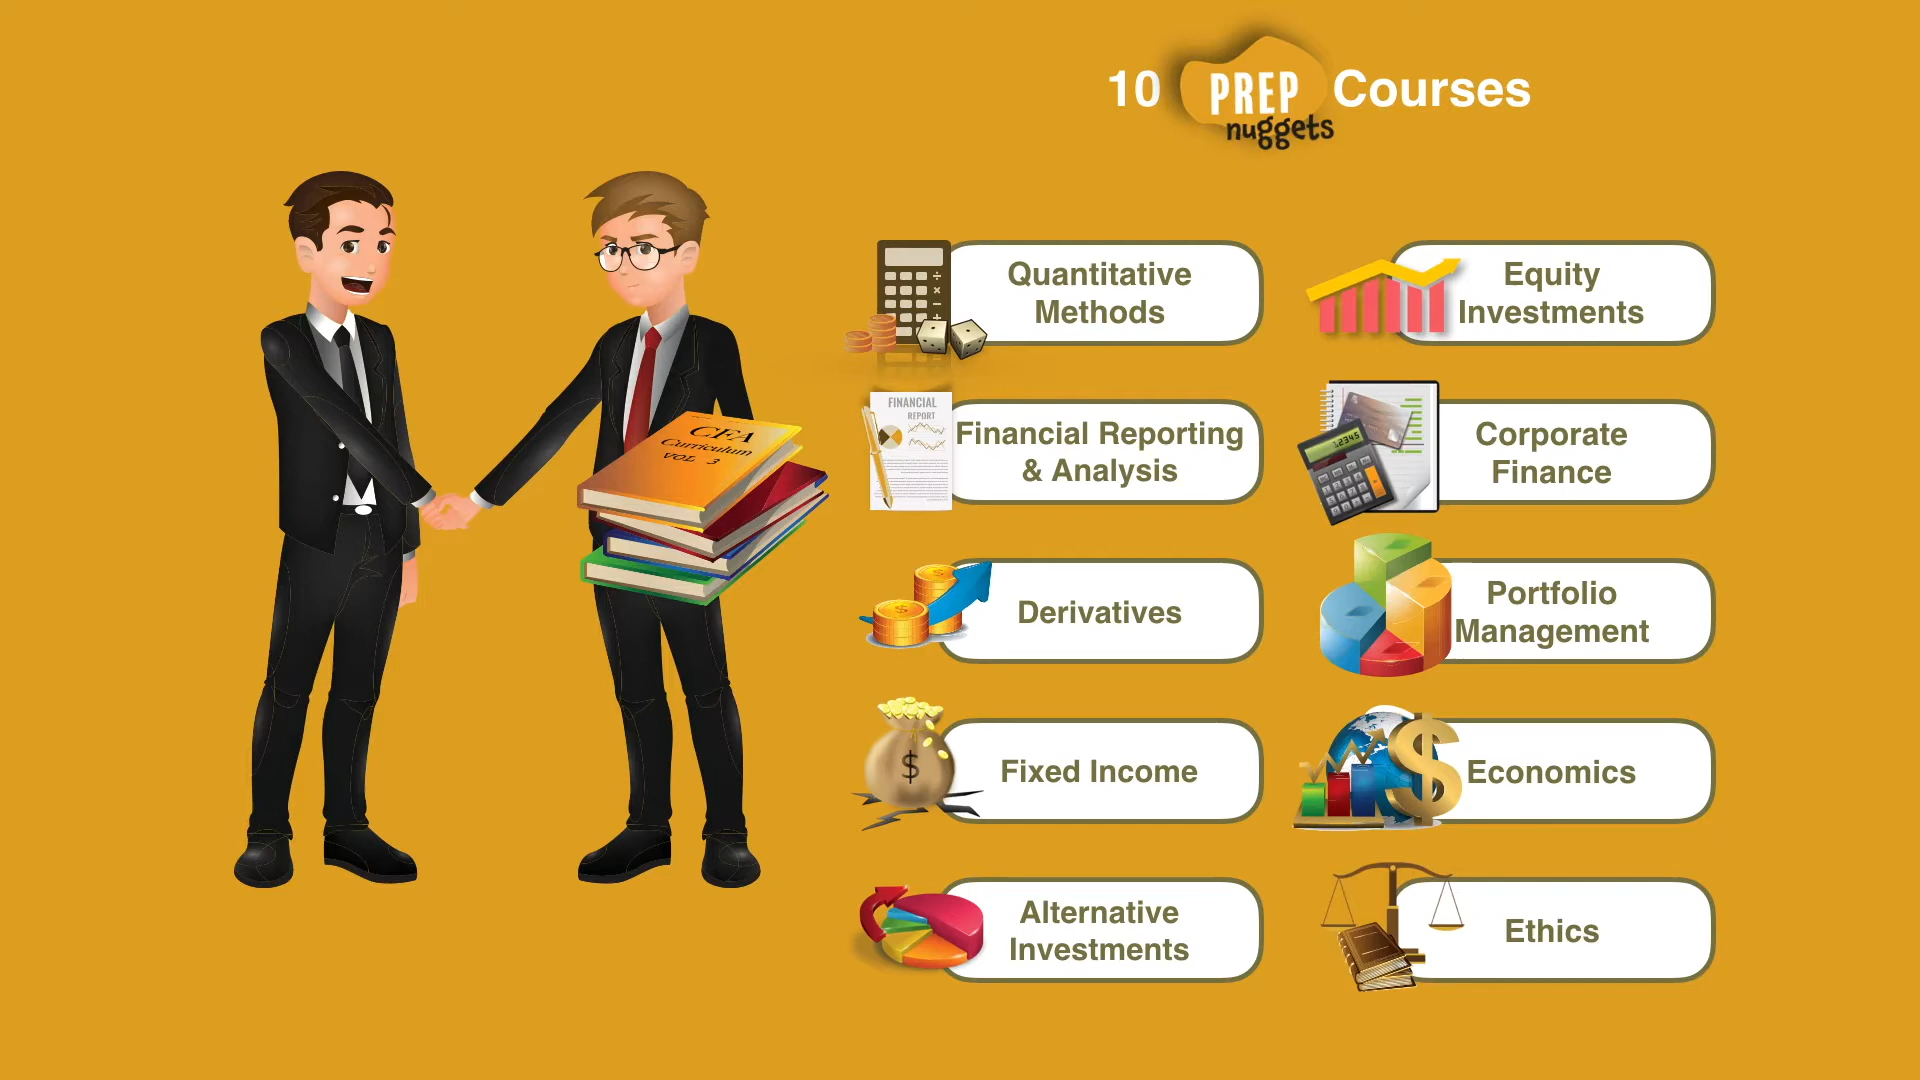 10 PREP Courses
nuggets
CFA
Curriculum
VOL 3
Quantitative
Methods
Equity
Investments
FINANCIAL
REPORT
Financial Reporting
& Analysis
12345
Corporate
Finance
Derivatives
Portfolio
Management
$
Fixed Income
$
Economics
Alternative
Investments
Ethics